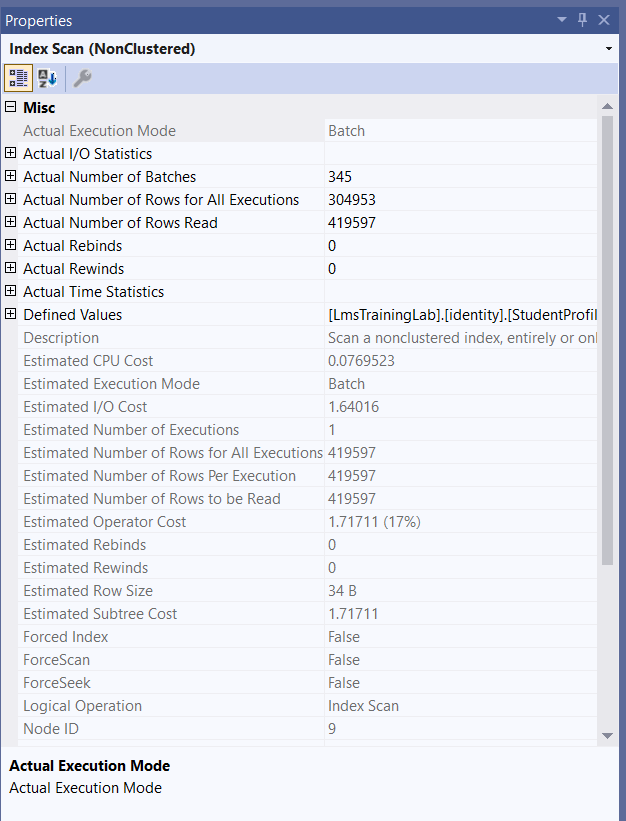 Properties
Index Scan (NonClustered)
Misc
Actual Execution Mode Batch
Actual I/O Statistics
Actual Number of Batches 345
Actual Number of Rows for All Executions 304953
Actual Number of Rows Read 419597
Actual Rebinds 0
Actual Rewinds 0
Actual Time Statistics
Defined Values [LmsTrainingLab].[identity].[StudentProfil
Description Scan a nonclustered index, entirely or onl
Estimated CPU Cost 0.0769523
Estimated Execution Mode Batch
Estimated I/O Cost 1.64016
Estimated Number of Executions 1
Estimated Number of Rows for All Executions 419597
Estimated Number of Rows Per Execution 419597
Estimated Number of Rows to be Read 419597
Estimated Operator Cost 1.71711 (17%)
Estimated Rebinds 0
Estimated Rewinds 0
Estimated Row Size 34 B
Estimated Subtree Cost 1.71711
Forced Index False
ForceScan False
ForceSeek False
Logical Operation Index Scan
Node ID 9
Actual Execution Mode
Actual Execution Mode